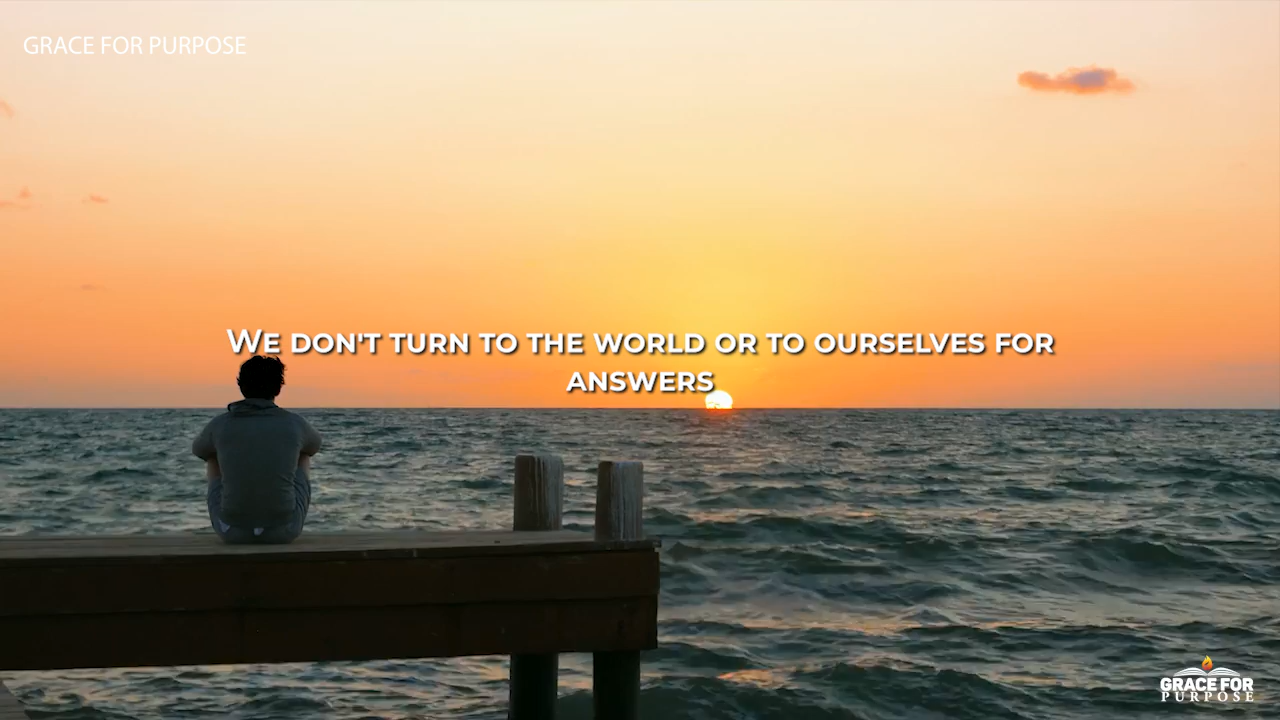 GRACE FOR PURPOSE
We don't turn to the world or to ourselves for
answers
GRACE FOR
PURPOSE